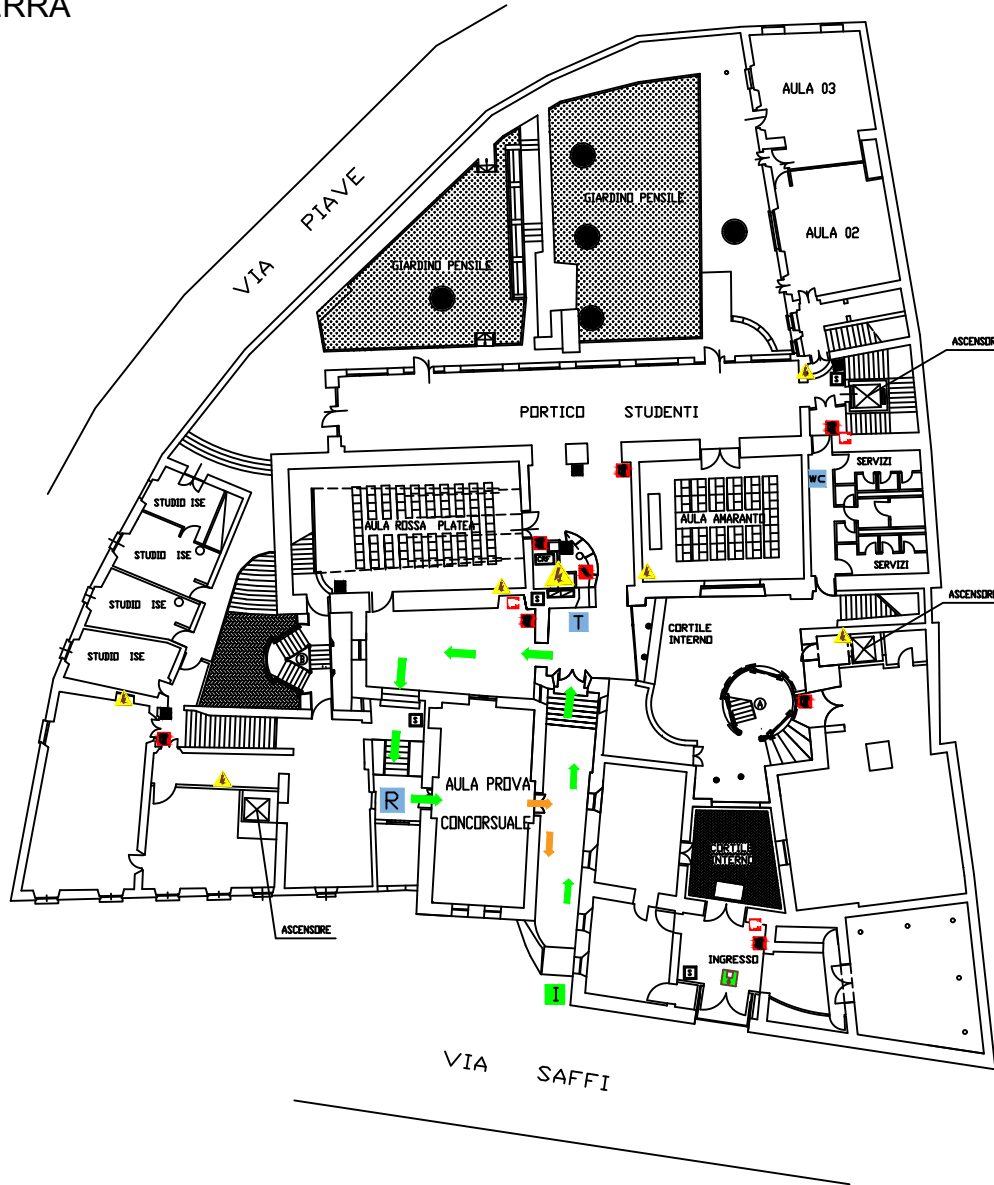 ERRA
AULA 03
VIA PIAVE
GIARDINO PENSILE
AULA 02
GIARDINO PENSILE
ASCENSORE
S
PORTICO STUDENTI
SERVIZI
WC
STUDIO ISE
AULA ROSSA PLATEA
AULA AMARANTO
STUDIO ISE
SERVIZI
ASCENSORE
STUDIO ISE
S
T
CORTILE
INTERNO
STUDIO ISE
B
A
S
R
AULA PROVA
CONCORSUALE
CORTILE
INTERNO
ASCENSORE
INGRESSO
S
I
VIA SAFFI